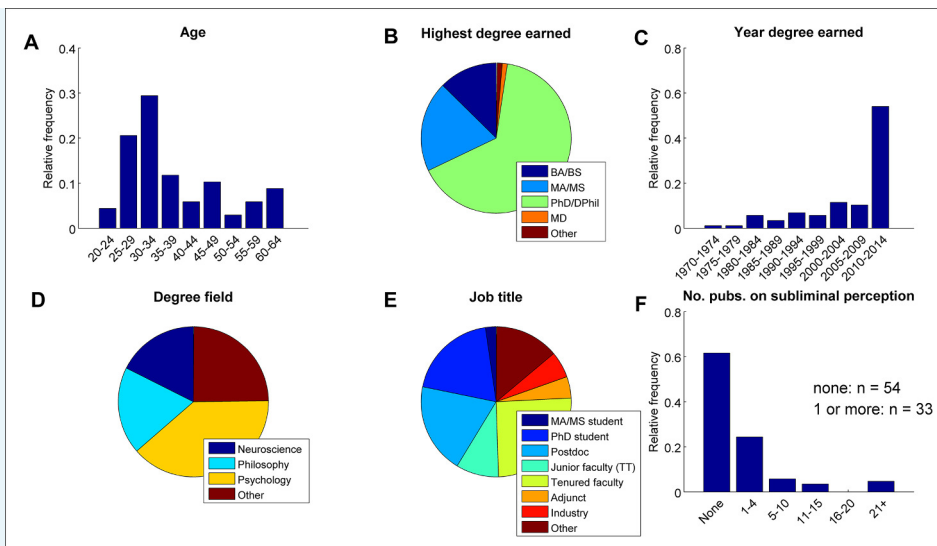 A
Age
Relative frequency
0.4
0.3
0.2
0.1
0
20-24
25-29
30-34
35-39
40-44
45-49
50-54
55-59
60-64
B
Highest degree earned
BA/BS
MA/MS
PhD/DPhil
MD
Other
C
Year degree earned
Relative frequency
0.8
0.6
0.4
0.2
0
1970-1974
1975-1979
1980-1984
1985-1989
1990-1994
1995-1999
2000-2004
2005-2009
2010-2014
D
Degree field
Neuroscience
Philosophy
Psychology
Other
E
Job title
MA/MS student
PhD student
Postdoc
Junior faculty (TT)
Tenured faculty
Adjunct
Industry
Other
F
No. pubs. on subliminal perception
Relative frequency
0.8
0.6
0.4
0.2
0
none: n = 54
1 or more: n = 33
None
1-4
5-10
11-15
16-20
21+